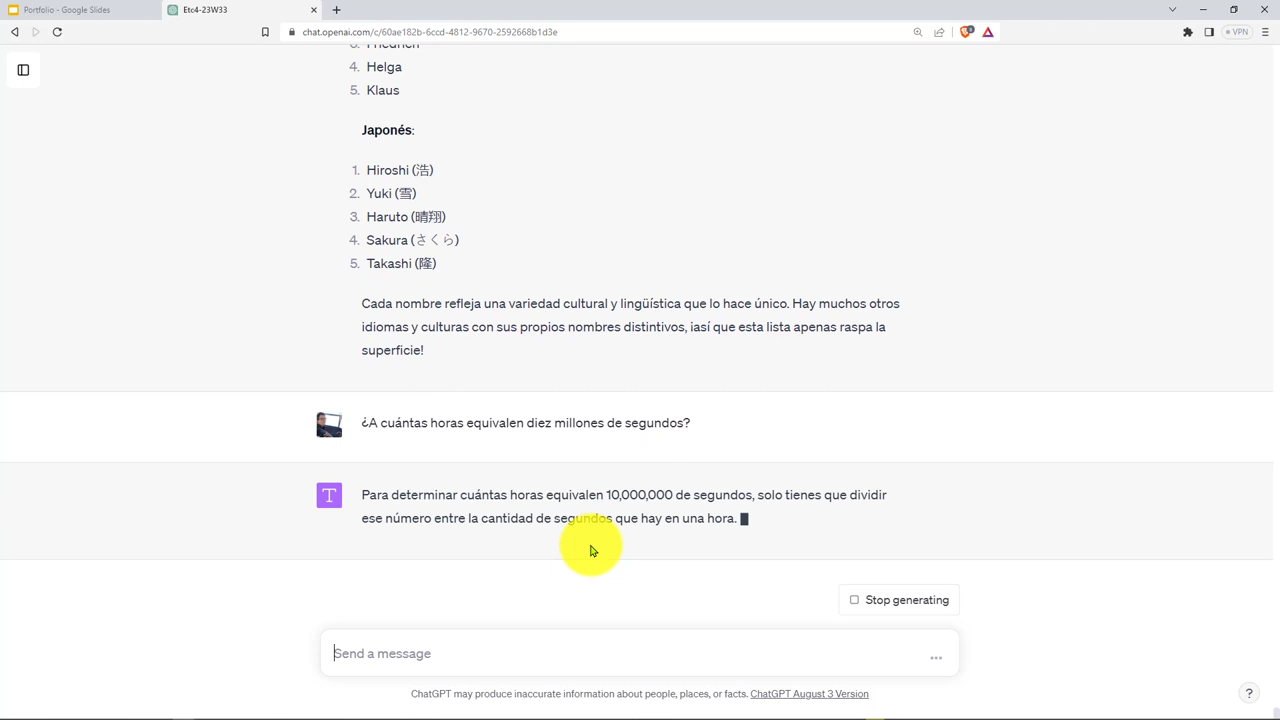 Portfolio - Google Slides
Etc4-23W33
chat.openai.com/c/60ae182b-6ccd-4812-9670-2592668b1d3e
VPN
4. Helga
5. Klaus
Japonés:
1. Hiroshi (浩)
2. Yuki (雪)
3. Haruto (晴翔)
4. Sakura (さくら)
5. Takashi (隆)
Cada nombre refleja una variedad cultural y lingüística que lo hace único. Hay muchos otros
idiomas y culturas con sus propios nombres distintivos, ¡así que esta lista apenas raspa la
superficie!
¿A cuántas horas equivalen diez millones de segundos?
T
Para determinar cuántas horas equivalen 10,000,000 de segundos, solo tienes que dividir
ese número entre la cantidad de segundos que hay en una hora.
Stop generating
Send a message
ChatGPT may produce inaccurate information about people, places, or facts. ChatGPT August 3 Version
?